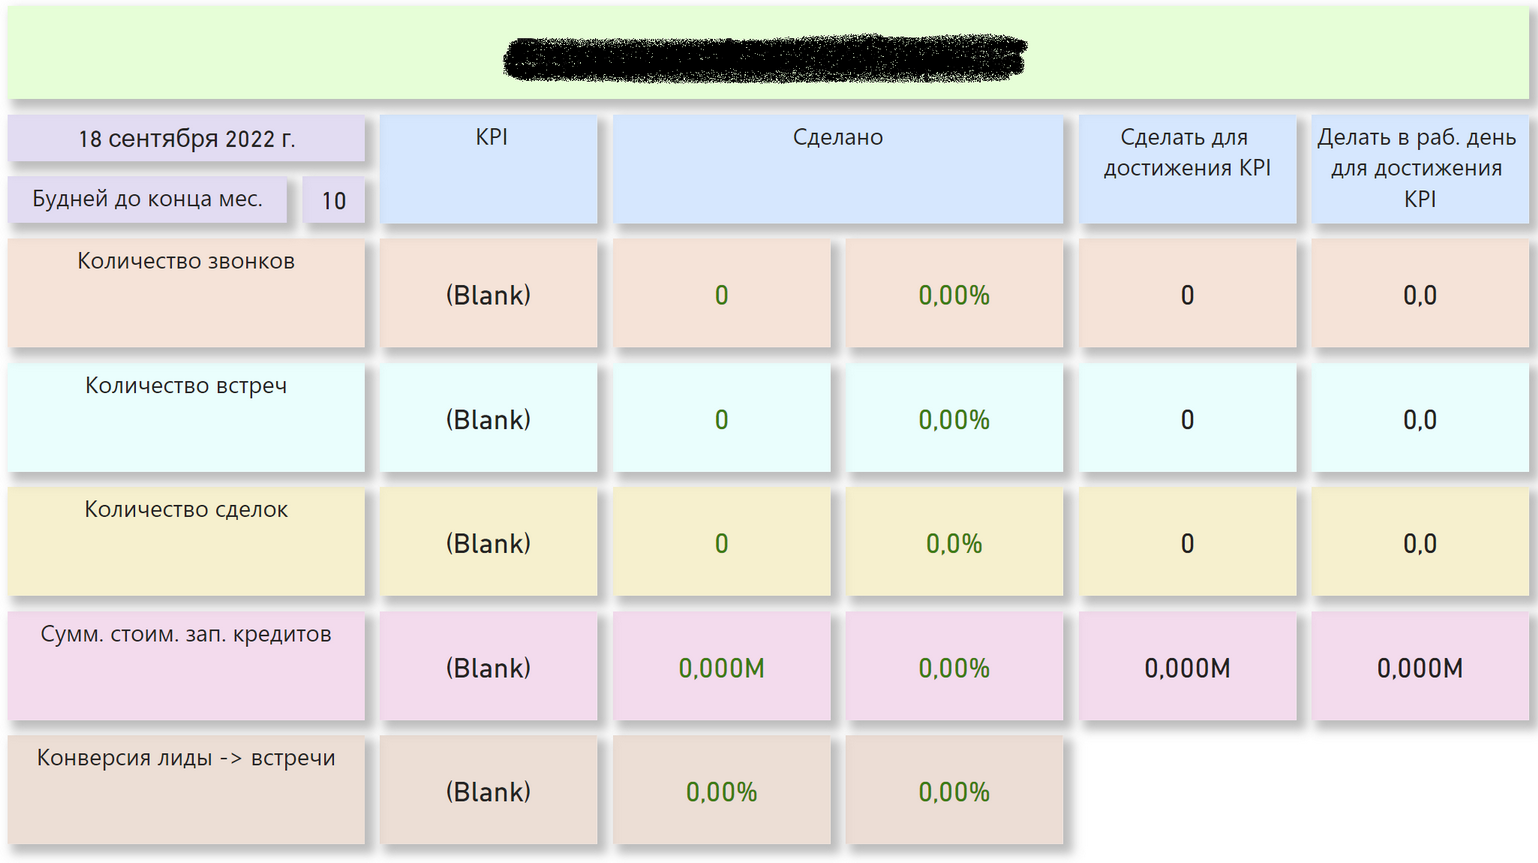 18 сентября 2022 г.
KPI
Сделано
Сделать для
достижения KPI
Делать в раб. день
для достижения
KPI
Будней до конца мес.
10
Количество звонков
(Blank)
0
0,00%
0
0,0
Количество встреч
(Blank)
0
0,00%
0
0,0
Количество сделок
(Blank)
0
0,0%
0
0,0
Сумм. стоим. зап. кредитов
(Blank)
0,000M
0,00%
0,000M
0,000M
Конверсия лиды -> встречи
(Blank)
0,00%
0,00%